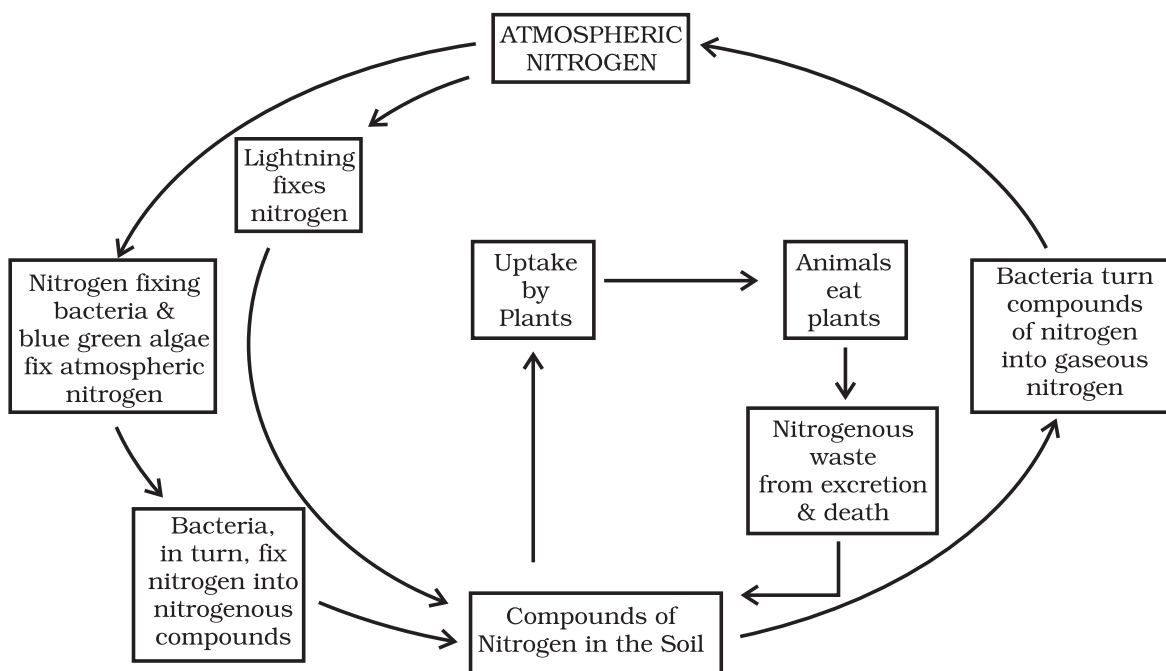 ATMOSPHERIC
NITROGEN
Lightning
fixes
nitrogen
Nitrogen fixing
bacteria &
blue green algae
fix atmospheric
nitrogen
Uptake
by
Plants
Animals
eat
plants
Bacteria turn
compounds
of nitrogen
into gaseous
nitrogen
Nitrogenous
waste
from excretion
& death
Bacteria,
in turn, fix
nitrogen into
nitrogenous
compounds
Compounds of
Nitrogen in the Soil